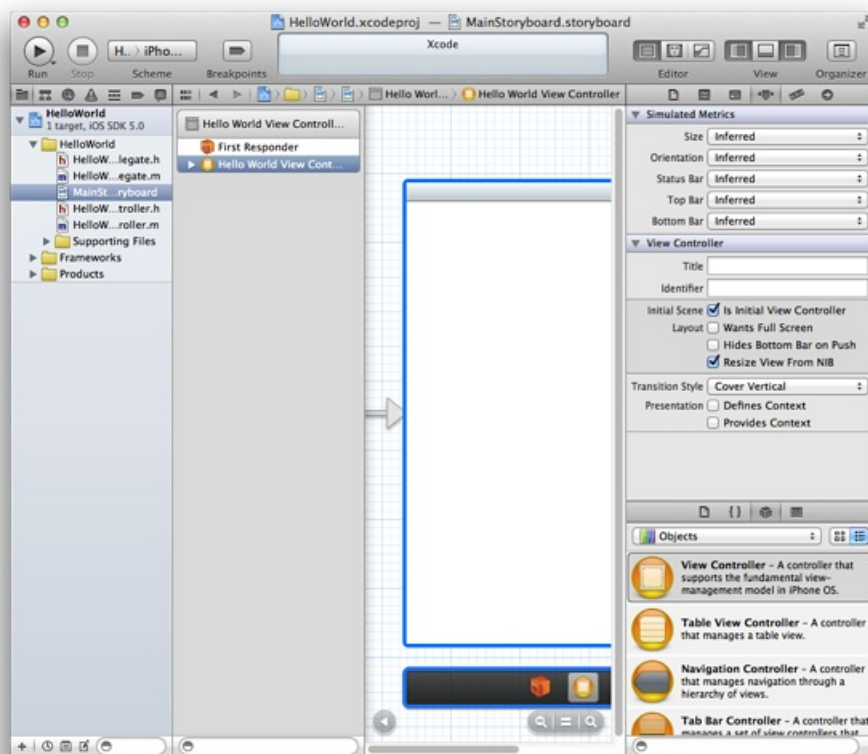 HelloWorld.xcodeproj — MainStoryboard.storyboard
Xcode
H... iPho...
Run Stop Scheme Breakpoints Editor View Organizer
Hello Worl... Hello World View Controller
HelloWorld
1 target, iOS SDK 5.0
HelloWorld
HelloW...legate.h
HelloW...egate.m
MainSt...ryboard
HelloW...troller.h
HelloW...roller.m
Supporting Files
Frameworks
Products
Hello World View Controll...
First Responder
Hello World View Cont...
Simulated Metrics
Size Inferred
Orientation Inferred
Status Bar Inferred
Top Bar Inferred
Bottom Bar Inferred
View Controller
Title
Identifier
Initial Scene Is Initial View Controller
Layout Wants Full Screen
Hides Bottom Bar on Push
Resize View From NIB
Transition Style Cover Vertical
Presentation Defines Context
Provides Context
{}
Objects
View Controller – A controller that
supports the fundamental view-
management model in iPhone OS.
Table View Controller – A controller
that manages a table view.
Navigation Controller – A controller
that manages navigation through a
hierarchy of views.
Tab Bar Controller – A controller that
manages a set of view controllers that